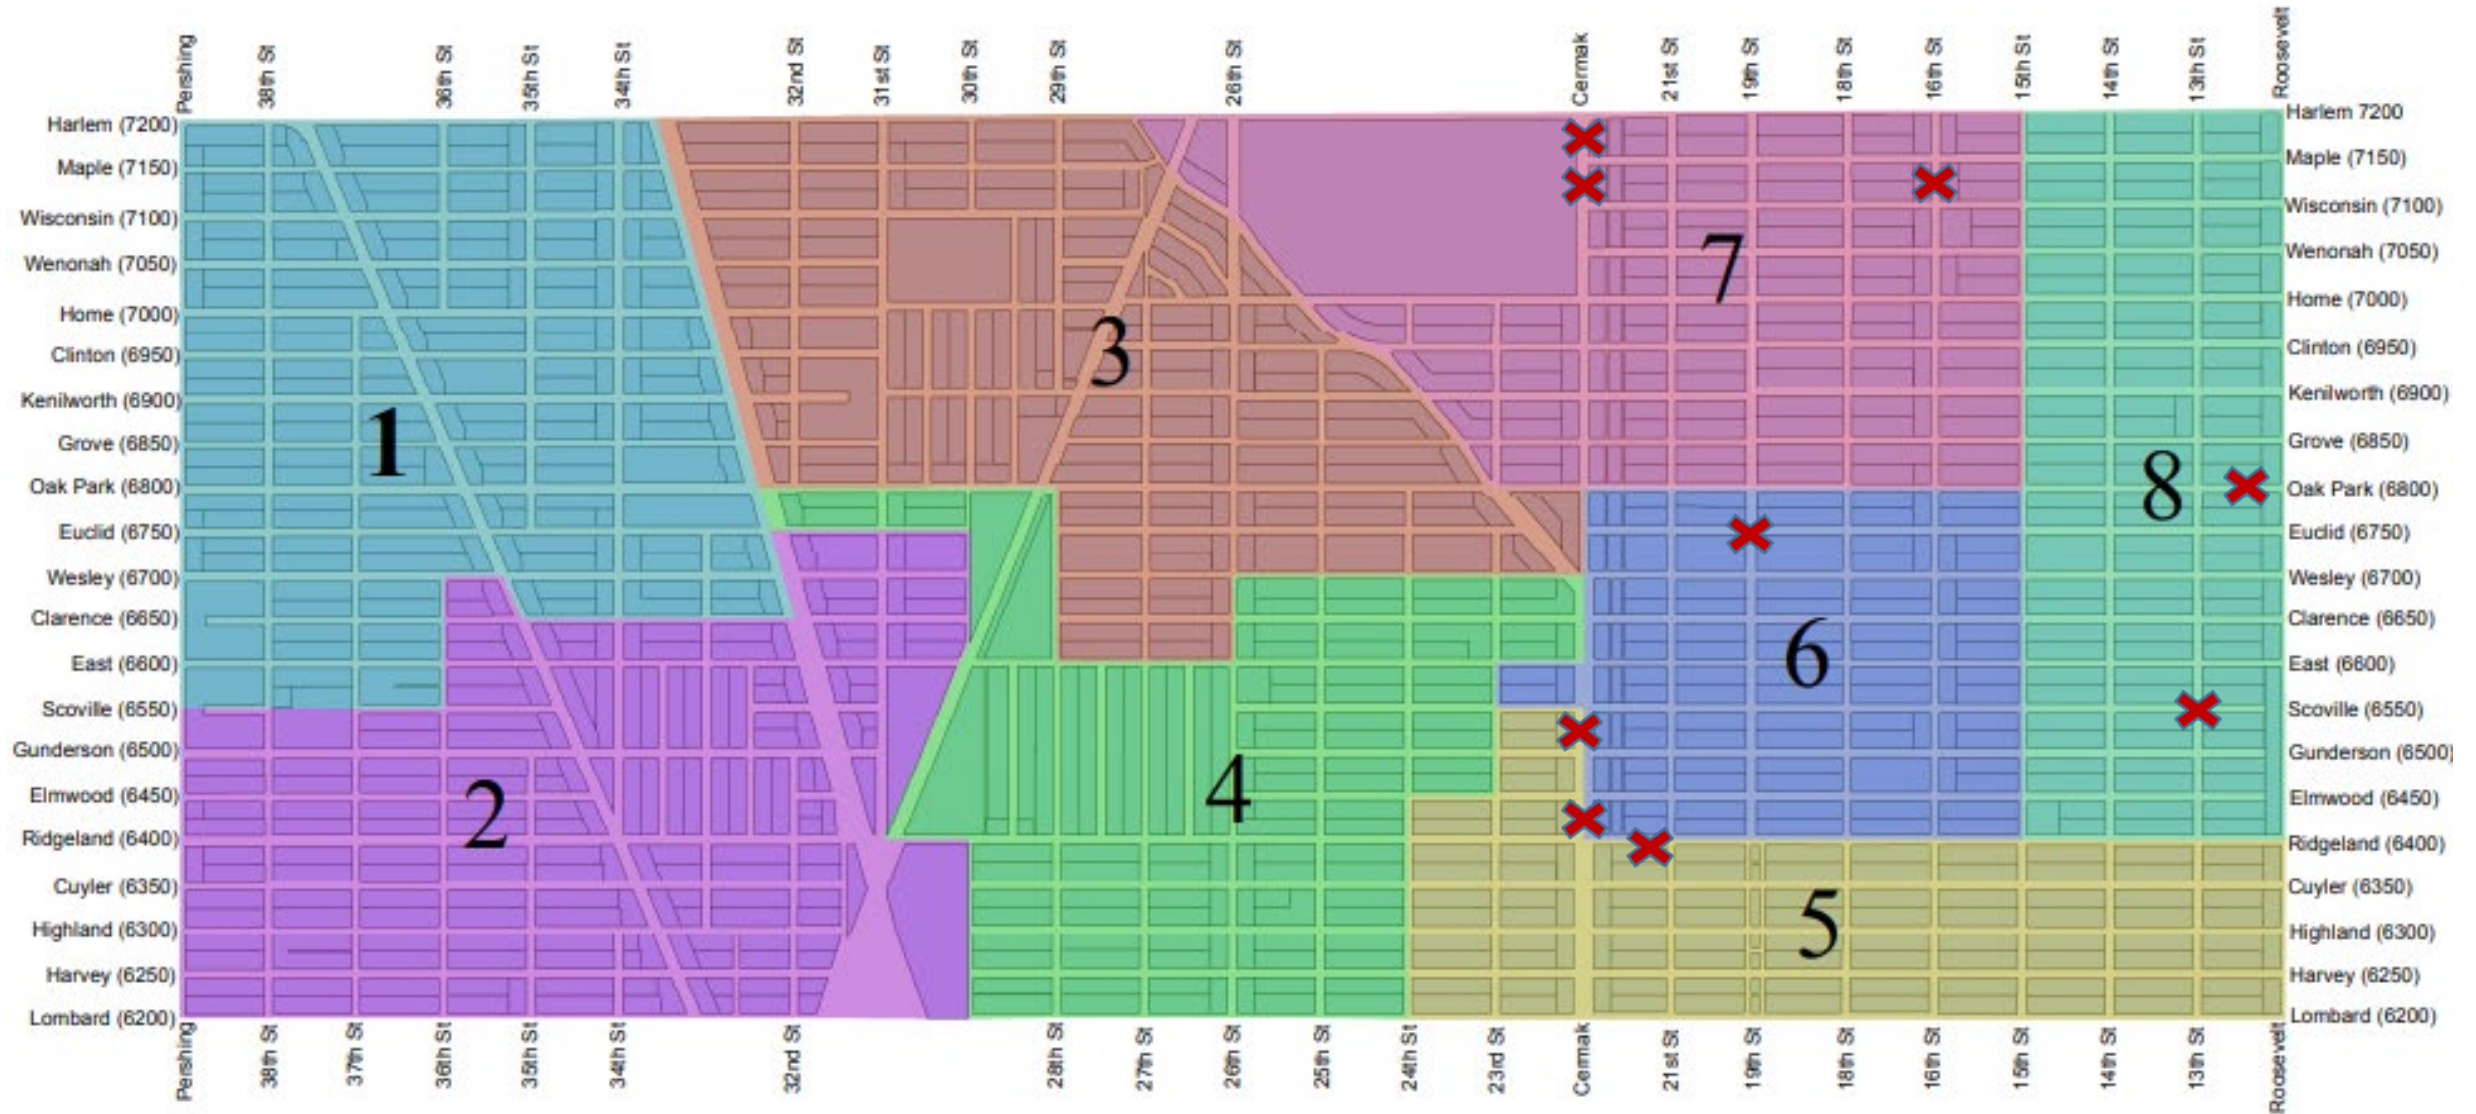 Pershing
38th St
36th St
35th St
34th St
32nd St
31st St
30th St
29th St
26th St
Cermak
21st St
19th St
18th St
16th St
15th St
14th St
13th St
Roosevelt
Harlem (7200)
Maple (7150)
Wisconsin (7100)
Wenonah (7050)
Home (7000)
Clinton (6950)
Kenilworth (6900)
Grove (6850)
Oak Park (6800)
Euclid (6750)
Wesley (6700)
Clarence (6650)
East (6600)
Scoville (6550)
Gunderson (6500)
Elmwood (6450)
Ridgeland (6400)
Cuyler (6350)
Highland (6300)
Harvey (6250)
Lombard (6200)
7
3
1
8
6
4
2
5
Harlem 7200
Maple (7150)
Wisconsin (7100)
Wenonah (7050)
Home (7000)
Clinton (6950)
Kenilworth (6900)
Grove (6850)
Oak Park (6800)
Euclid (6750)
Wesley (6700)
Clarence (6650)
East (6600)
Scoville (6550)
Gunderson (6500)
Elmwood (6450)
Ridgeland (6400)
Cuyler (6350)
Highland (6300)
Harvey (6250)
Lombard (6200)
Pershing
38th St
37th St
36th St
35th St
34th St
32nd St
28th St
27th St
26th St
25th St
24th St
23rd St
Cermak
21st St
19th St
18th St
16th St
15th St
14th St
13th St
Roosevelt